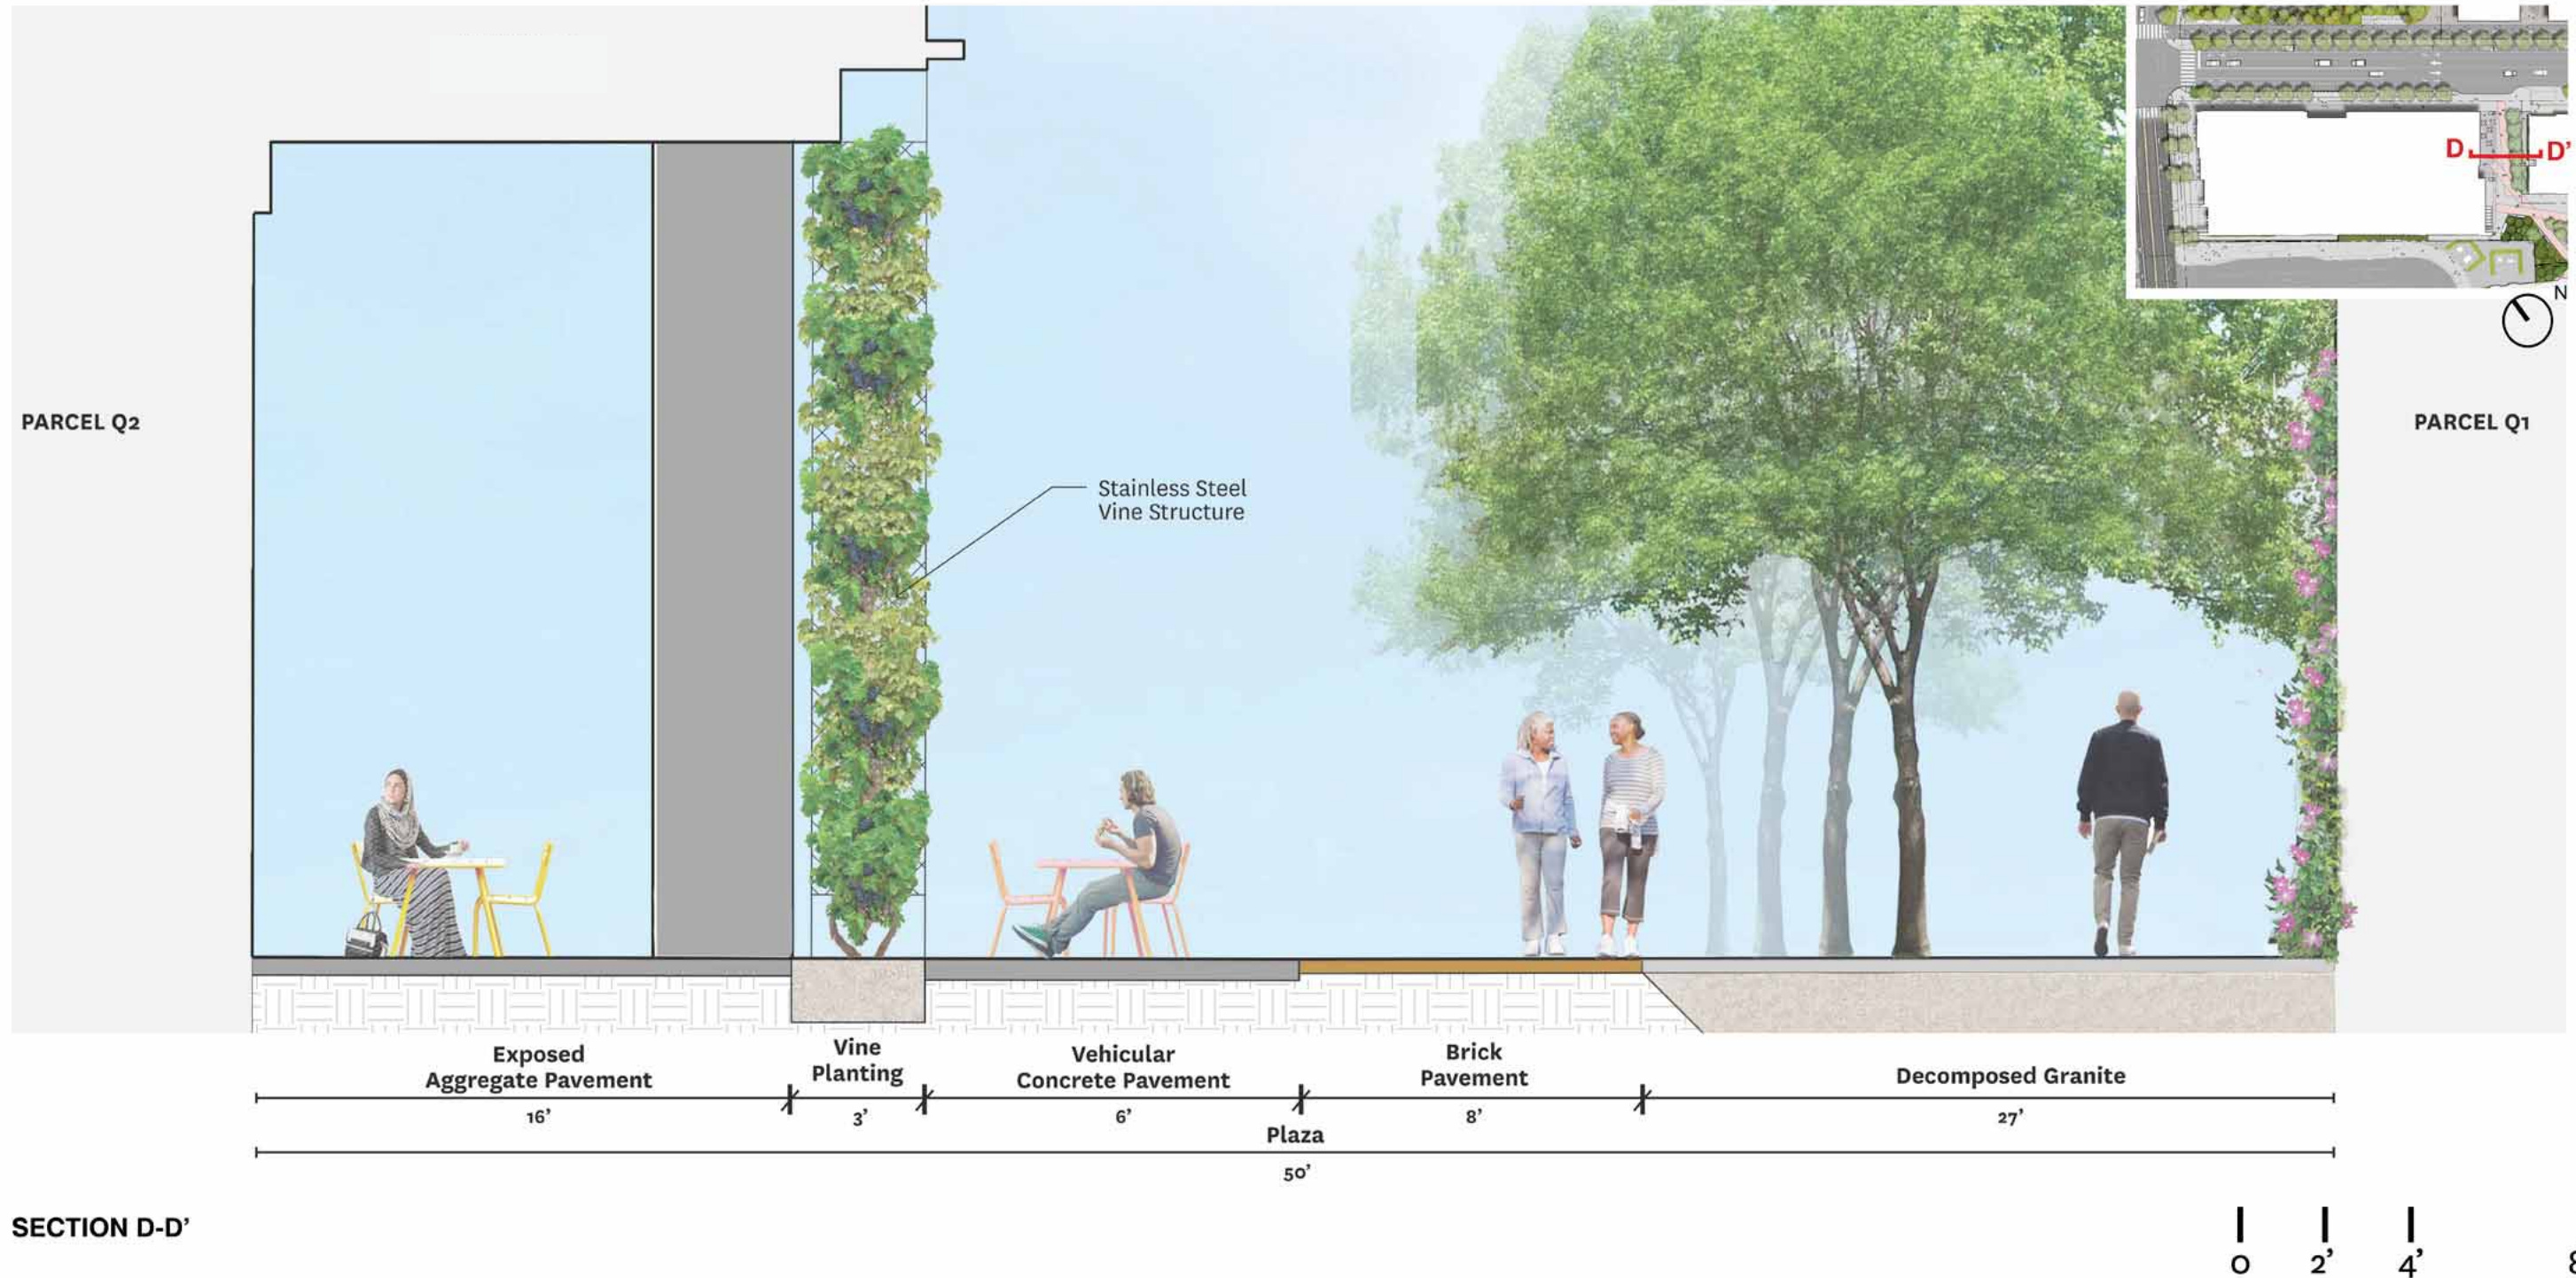 D
D’
N
PARCEL Q2
PARCEL Q1
Stainless Steel
Vine Structure
Exposed
Aggregate Pavement
Vine
Planting
Vehicular
Concrete Pavement
Brick
Pavement
Decomposed Granite
16’
3’
6’
8’
27’
Plaza
50’
SECTION D-D’
0
2’
4’